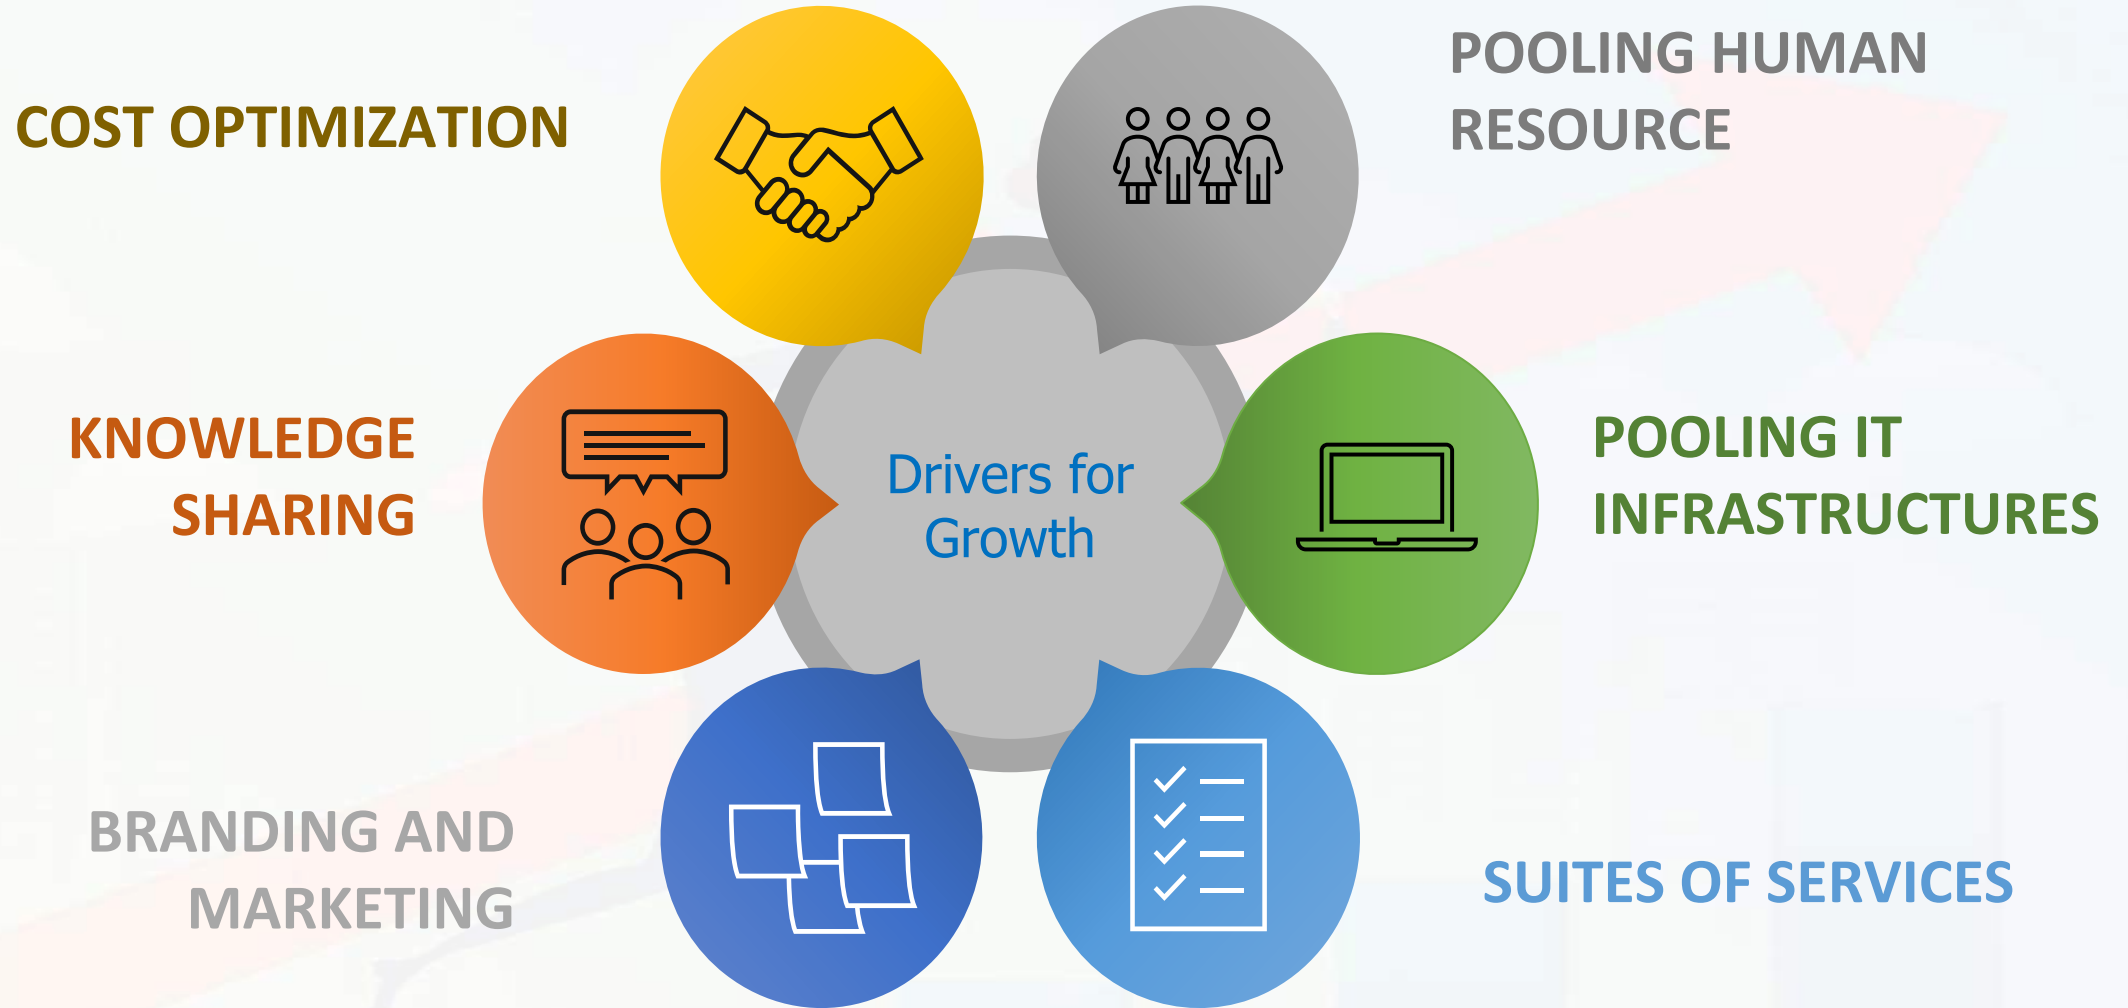 COST OPTIMIZATION
POOLING HUMAN
RESOURCE
KNOWLEDGE
SHARING
Drivers for
Growth
POOLING IT
INFRASTRUCTURES
BRANDING AND
MARKETING
SUITES OF SERVICES